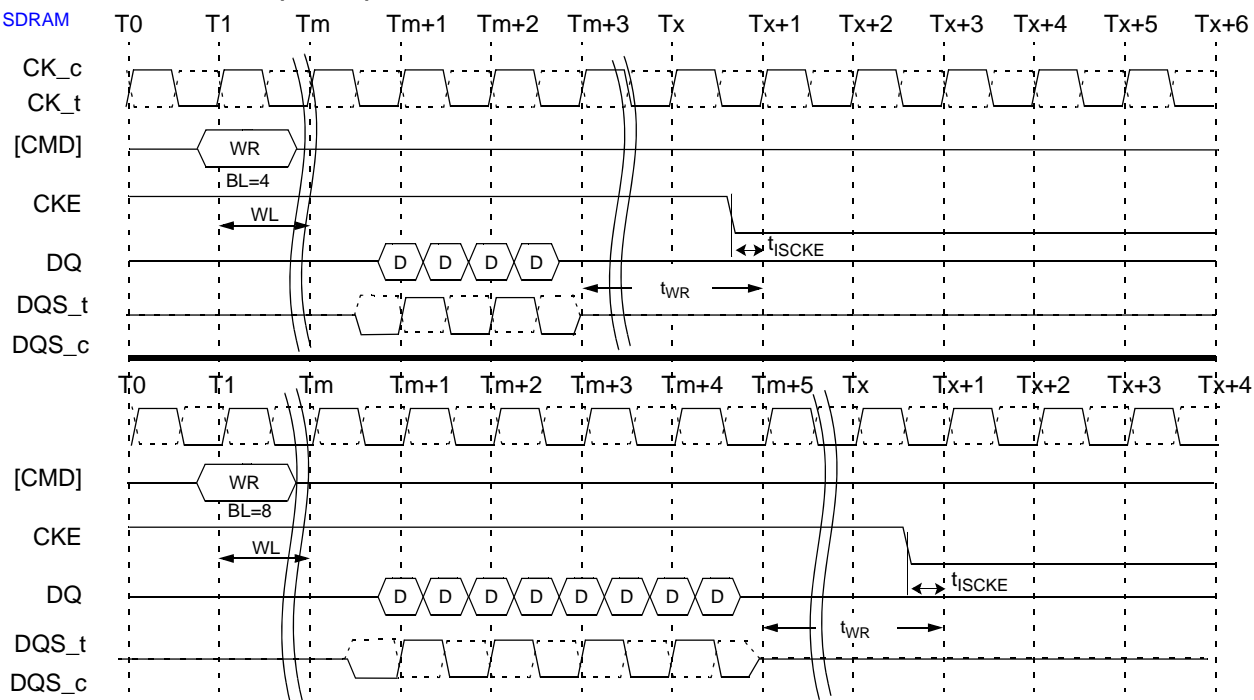 SDRAM
T0 T1 Tm Tm+1 Tm+2 Tm+3 Tx Tx+1 Tx+2 Tx+3 Tx+4 Tx+5 Tx+6
CK_c
CK_t
[CMD] WR
BL=4
CKE
WL
tISCKE
DQ D D D D
tWR
DQS_t
DQS_c
T0 T1 Tm Tm+1 Tm+2 Tm+3 Tm+4 Tm+5 Tx Tx+1 Tx+2 Tx+3 Tx+4
[CMD] WR
BL=8
CKE
WL
tISCKE
DQ D D D D D D D D
tWR
DQS_t
DQS_c